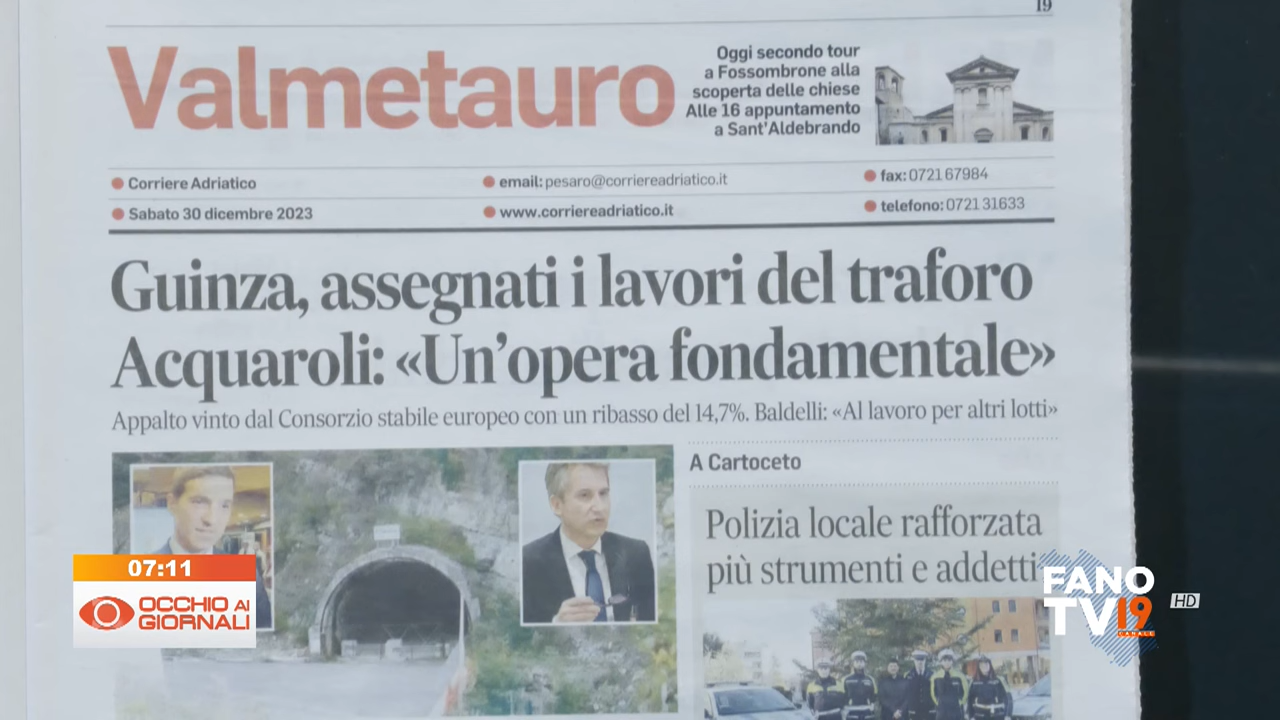 19
Valmetauro
Oggi secondo tour
a Fossombrone alla
scoperta delle chiese
Alle 16 appuntamento
a Sant'Aldebrando
Corriere Adriatico
email: pesaro@corriereadriatico.it
fax: 0721 67984
Sabato 30 dicembre 2023
www.corriereadriatico.it
telefono: 0721 31633
Guinza, assegnati i lavori del traforo
Acquaroli: «Un'opera fondamentale»
Appalto vinto dal Consorzio stabile europeo con un ribasso del 14,7%. Baldelli: «Al lavoro per altri lotti»
A Cartoceto
Polizia locale rafforzata
più strumenti e addetti
07:11
OCCHIO AI
GIORNALI
FANO
TV 19
CANALE
HD